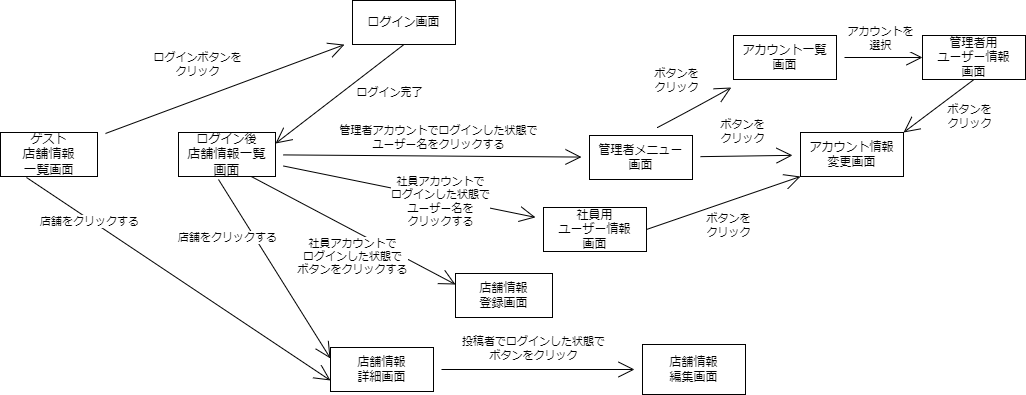 ログイン画面
ログインボタンを
クリック
ログイン完了
アカウント一覧
画面
アカウントを
選択
管理者用
ユーザー情報
画面
ボタンを
クリック
ボタンを
クリック
ゲスト
店舗情報
一覧画面
ログイン後
店舗情報一覧
画面
管理者アカウントでログインした状態で
ユーザー名をクリックする
管理者メニュー
画面
ボタンを
クリック
アカウント情報
変更画面
社員アカウントで
ログインした状態で
ユーザー名を
クリックする
社員用
ユーザー情報
画面
ボタンを
クリック
店舗をクリックする
店舗をクリックする
社員アカウントで
ログインした状態で
ボタンをクリックする
店舗情報
登録画面
店舗情報
詳細画面
投稿者でログインした状態で
ボタンをクリック
店舗情報
編集画面